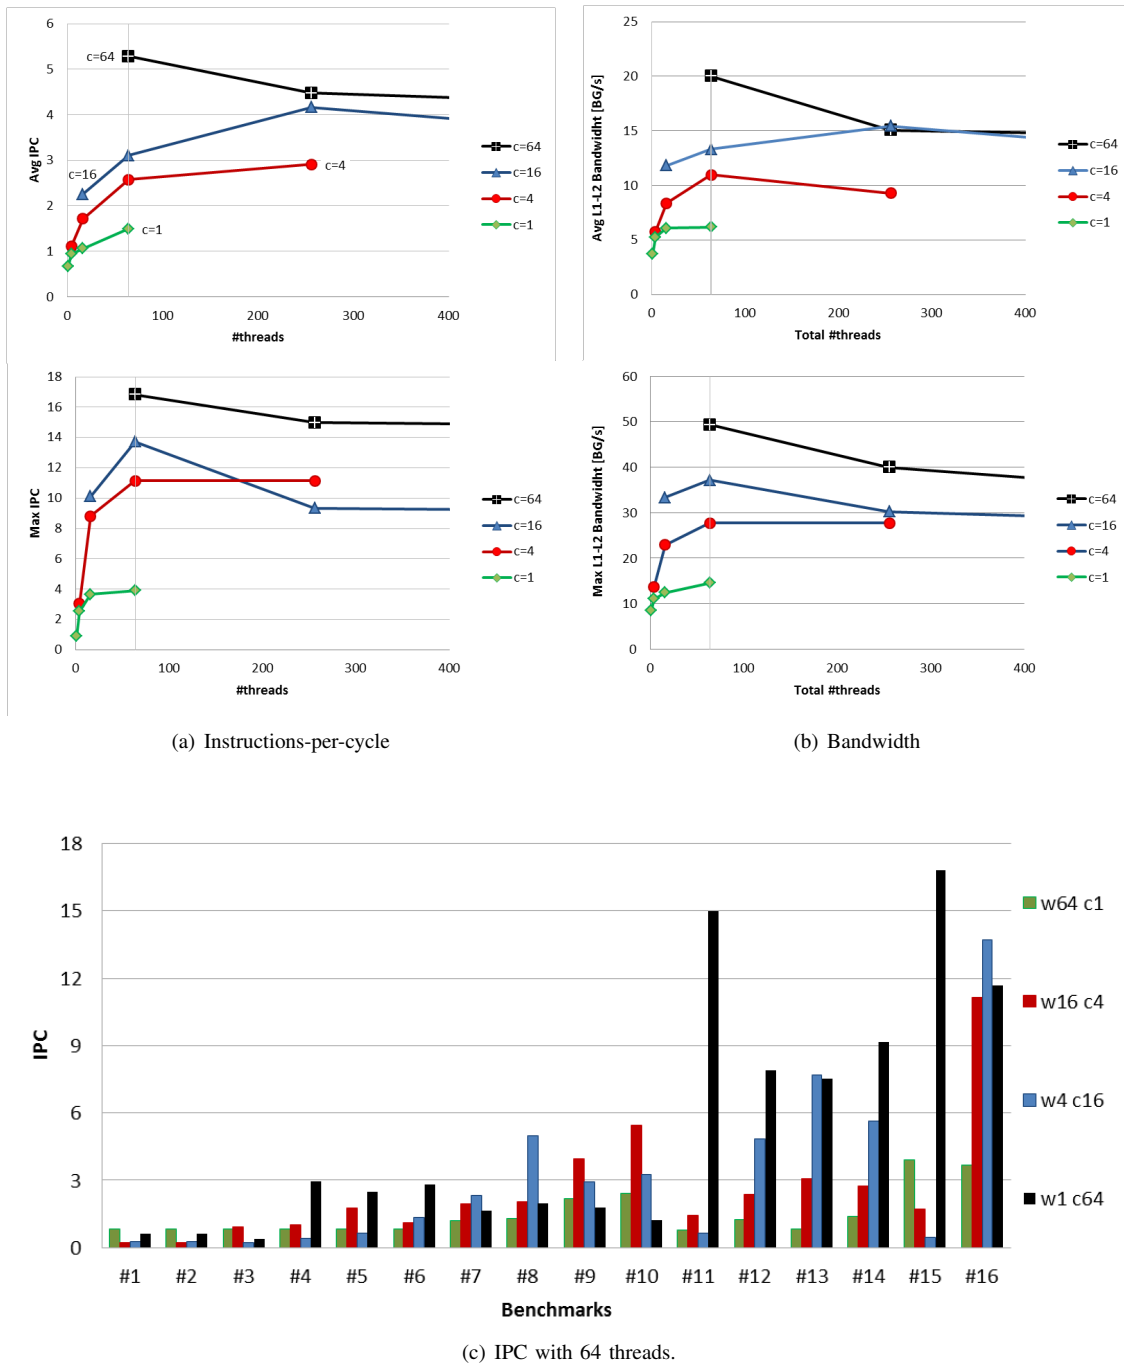 6
5
4
3
2
1
0
Avg IPC
c=64
c=16
c=4
c=1
0
100
200
300
400
#threads
c=64
c=16
c=4
c=1
25
20
15
10
5
0
Avg L1-L2 Bandwidht [BG/s]
0
100
200
300
400
Total #threads
c=64
c=16
c=4
c=1
18
16
14
12
10
8
6
4
2
0
Max IPC
0
100
200
300
400
#threads
c=64
c=16
c=4
c=1
60
50
40
30
20
10
0
Max L1-L2 Bandwidht [BG/s]
0
100
200
300
400
Total #threads
c=64
c=16
c=4
c=1
(a) Instructions-per-cycle
(b) Bandwidth
18
15
12
9
6
3
0
IPC
#1
#2
#3
#4
#5
#6
#7
#8
#9
#10
#11
#12
#13
#14
#15
#16
Benchmarks
w64 c1
w16 c4
w4 c16
w1 c64
(c) IPC with 64 threads.